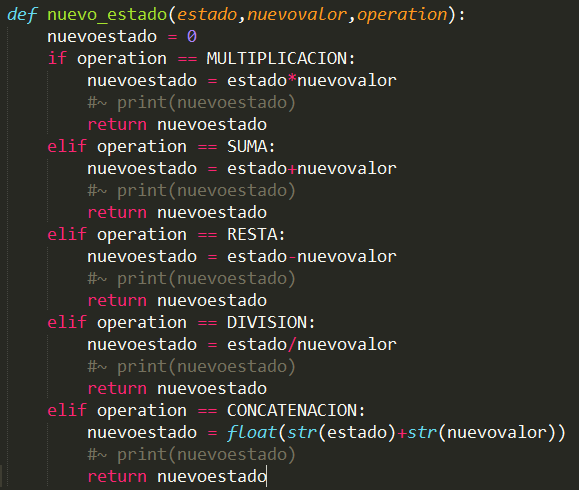 def nuevo_estado(estado,nuevovalor,operation):
    nuevoestado = 0
    if operation == MULTIPLICACION:
        nuevoestado = estado*nuevovalor
        #~ print(nuevoestado)
        return nuevoestado
    elif operation == SUMA:
        nuevoestado = estado+nuevovalor
        #~ print(nuevoestado)
        return nuevoestado
    elif operation == RESTA:
        nuevoestado = estado-nuevovalor
        #~ print(nuevoestado)
        return nuevoestado
    elif operation == DIVISION:
        nuevoestado = estado/nuevovalor
        #~ print(nuevoestado)
        return nuevoestado
    elif operation == CONCATENACION:
        nuevoestado = float(str(estado)+str(nuevovalor))
        #~ print(nuevoestado)
        return nuevoestado